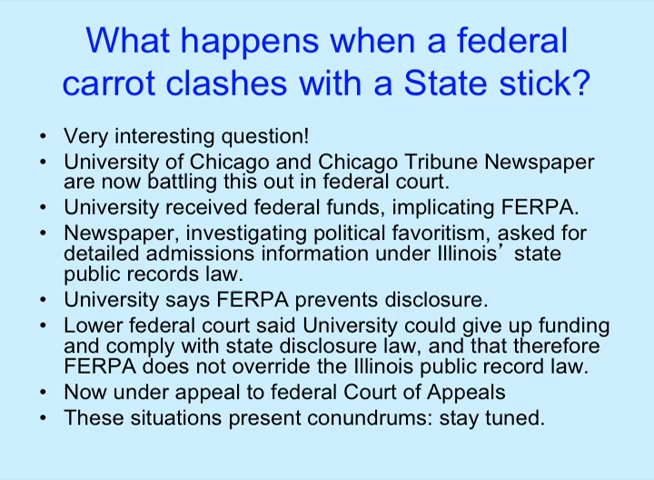 What happens when a federal
carrot clashes with a State stick?
• Very interesting question!
• University of Chicago and Chicago Tribune Newspaper
are now battling this out in federal court.
• University received federal funds, implicating FERPA.
• Newspaper, investigating political favoritism, asked for
detailed admissions information under Illinois’ state
public records law.
• University says FERPA prevents disclosure.
• Lower federal court said University could give up funding
and comply with state disclosure law, and that therefore
FERPA does not override the Illinois public record law.
• Now under appeal to federal Court of Appeals
• These situations present conundrums: stay tuned.